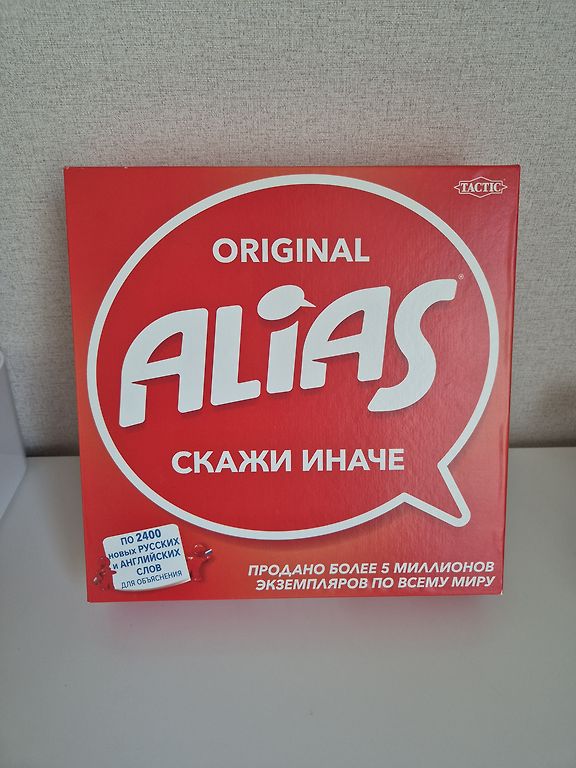 TACTIC
ORIGINAL
ALiAS
®
СКАЖИ ИНАЧЕ
ПО 2400
НОВЫХ РУССКИХ
И АНГЛИЙСКИХ
СЛОВ
ДЛЯ ОБЪЯСНЕНИЯ
ПРОДАНО БОЛЕЕ 5 МИЛЛИОНОВ
ЭКЗЕМПЛЯРОВ ПО ВСЕМУ МИРУ